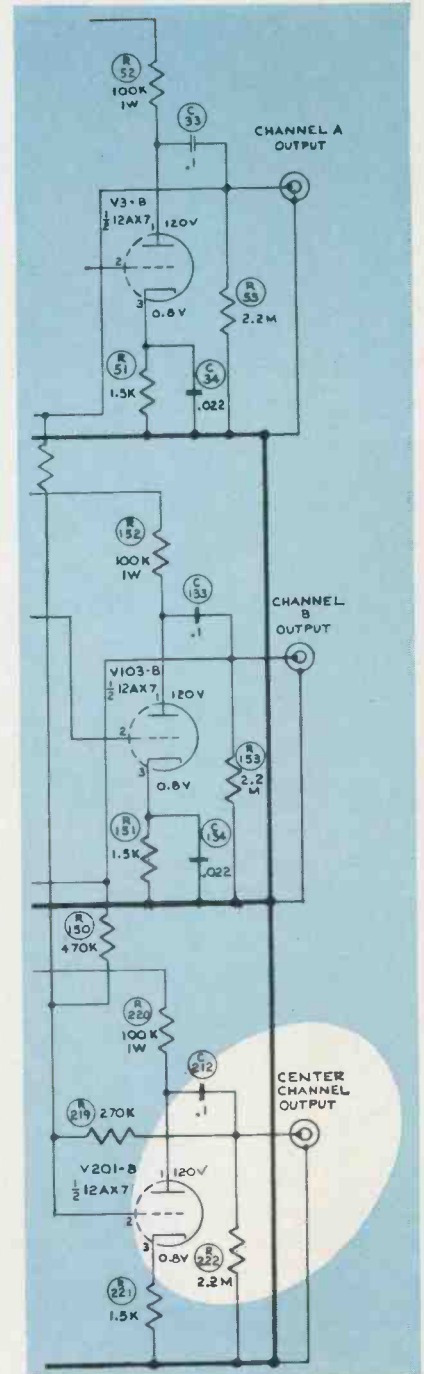 R
52
100K
1W
C
33
.1
CHANNEL A
OUTPUT
V3-B
½ 12AX7
1
120V
2
3
0.8V
R
55
2.2M
R
51
1.5K
C
34
.022
R
152
100K
1W
C
133
.1
CHANNEL
B
OUTPUT
V103-B
½ 12AX7
1
120V
2
3
0.8V
R
153
2.2
M
R
151
1.5K
C
134
.022
R
150
470K
R
220
100K
1W
C
212
.1
CENTER
CHANNEL
OUTPUT
R
219
270K
V201-B
½ 12AX7
1
120V
2
3
0.8V
R
222
2.2M
R
221
1.5K